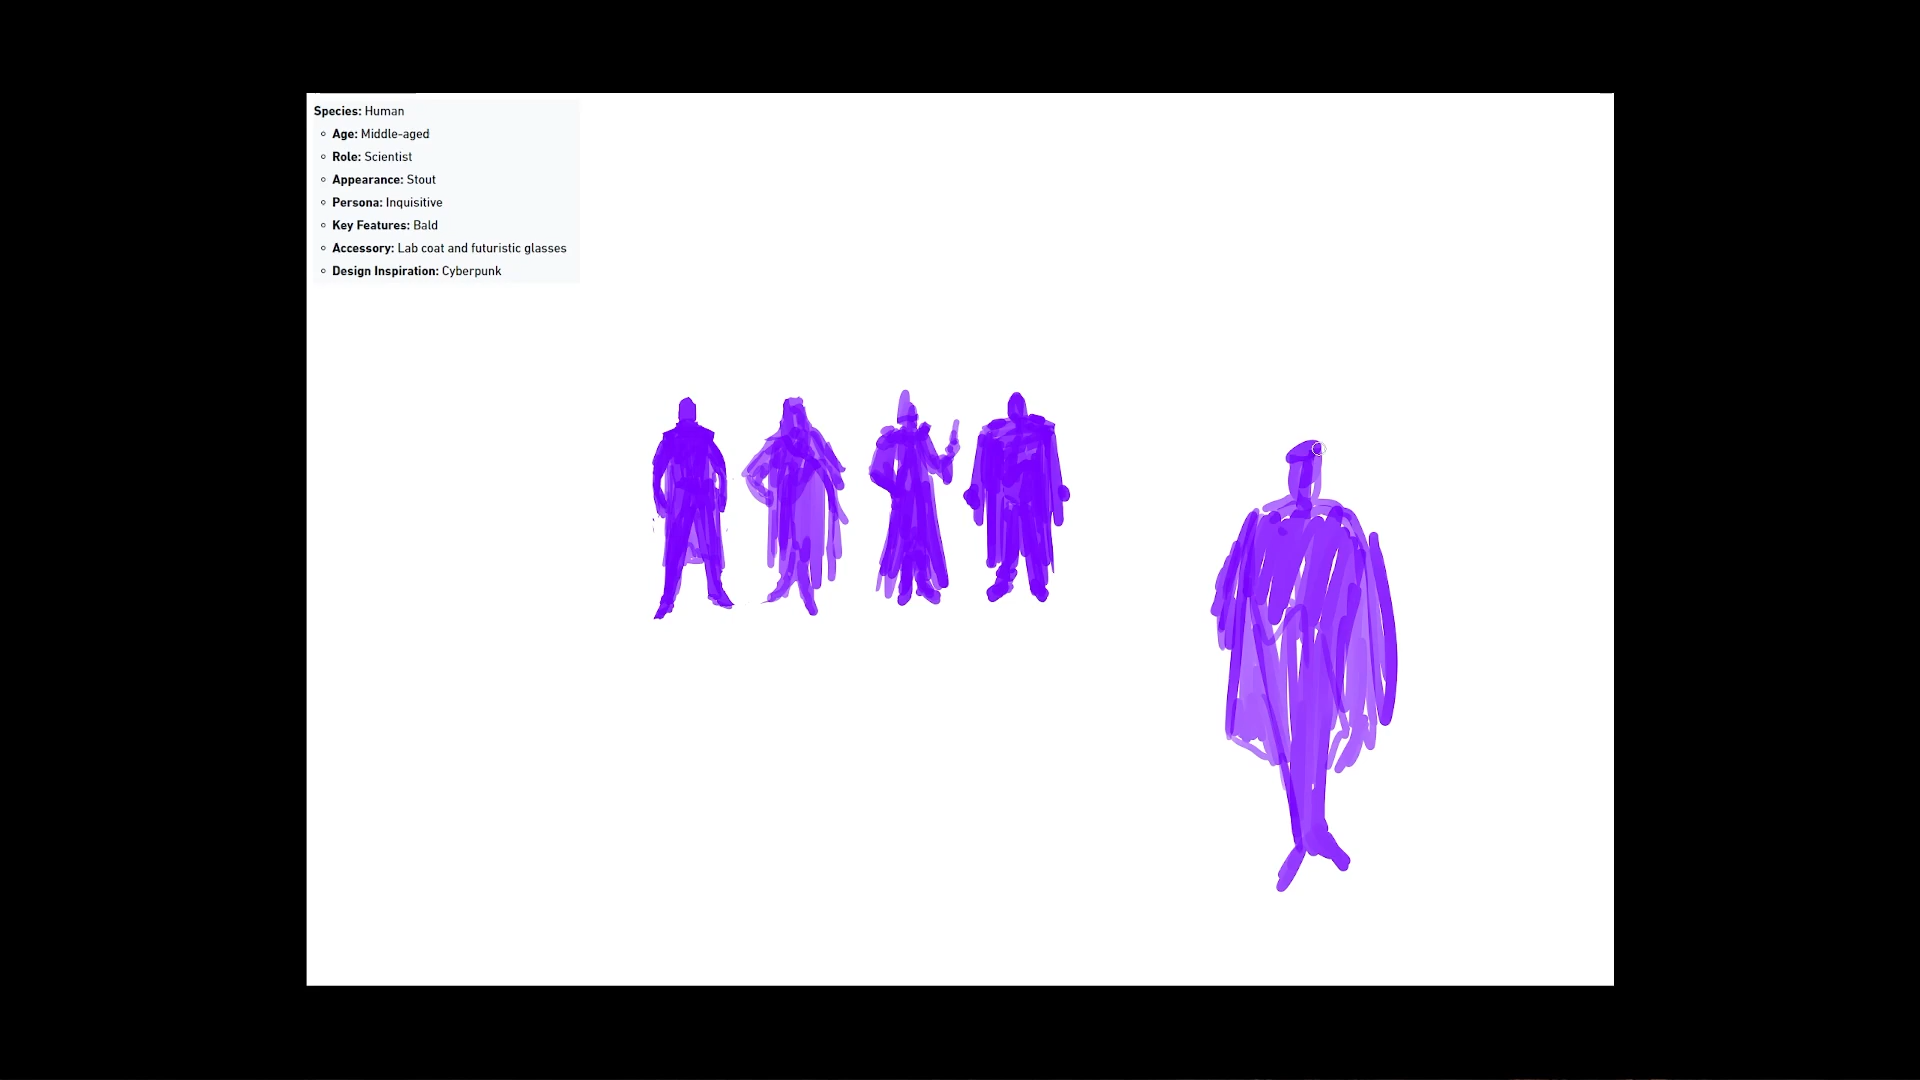 Species: Human
Age: Middle-aged
Role: Scientist
Appearance: Stout
Persona: Inquisitive
Key Features: Bald
Accessory: Lab coat and futuristic glasses
Design Inspiration: Cyberpunk